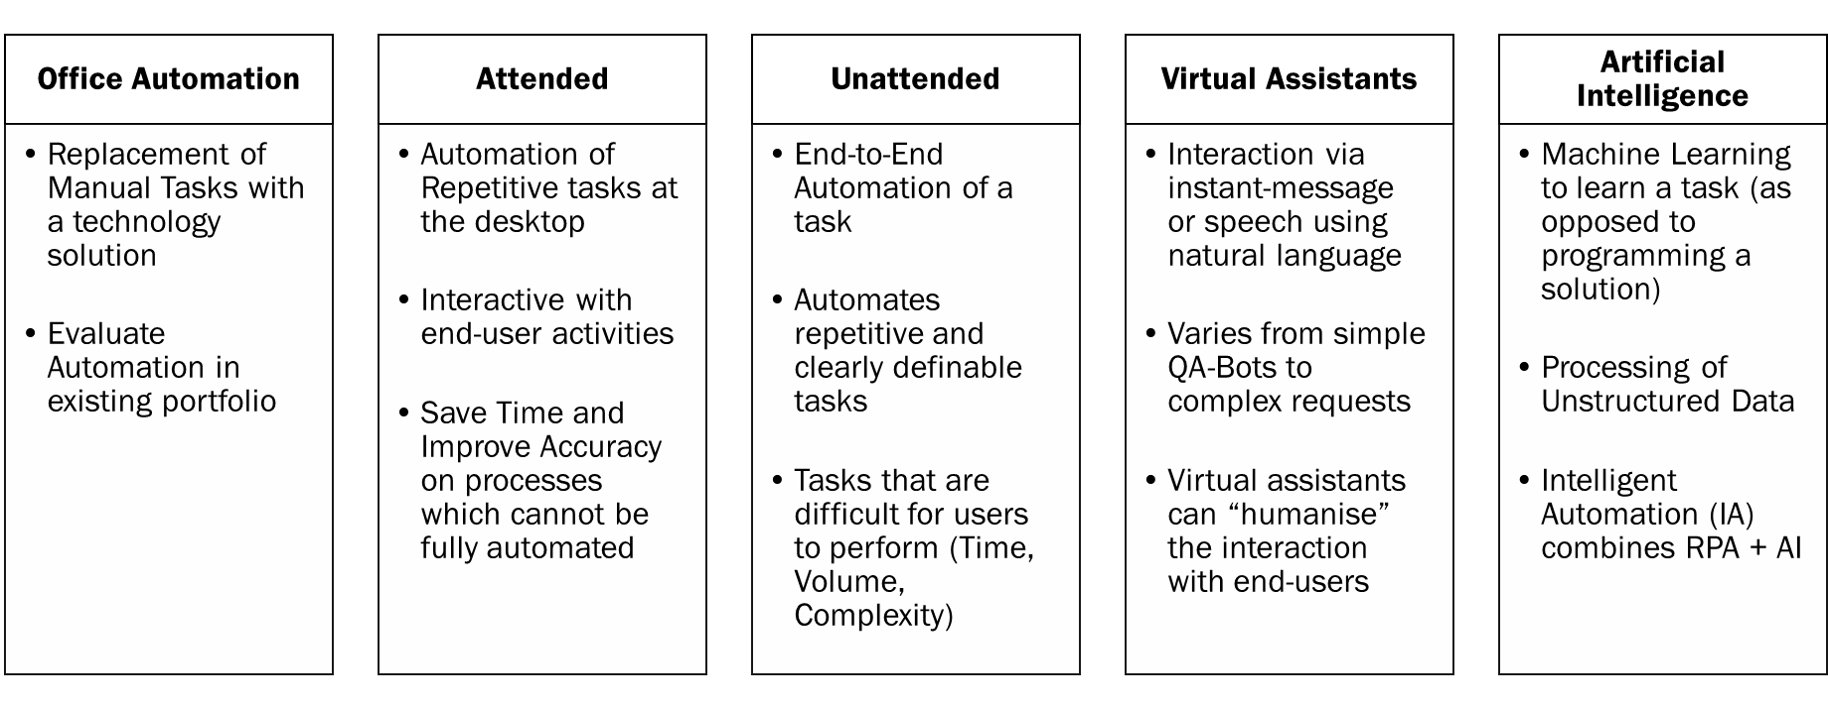 Office Automation
• Replacement of
Manual Tasks with
a technology
solution
• Evaluate
Automation in
existing portfolio
Attended
• Automation of
Repetitive tasks at
the desktop
• Interactive with
end-user activities
• Save Time and
Improve Accuracy
on processes
which cannot be
fully automated
Unattended
• End-to-End
Automation of a
task
• Automates
repetitive and
clearly definable
tasks
• Tasks that are
difficult for users
to perform (Time,
Volume,
Complexity)
Virtual Assistants
• Interaction via
instant-message
or speech using
natural language
• Varies from simple
QA-Bots to
complex requests
• Virtual assistants
can “humanise”
the interaction
with end-users
Artificial
Intelligence
• Machine Learning
to learn a task (as
opposed to
programming a
solution)
• Processing of
Unstructured Data
• Intelligent
Automation (IA)
combines RPA + AI